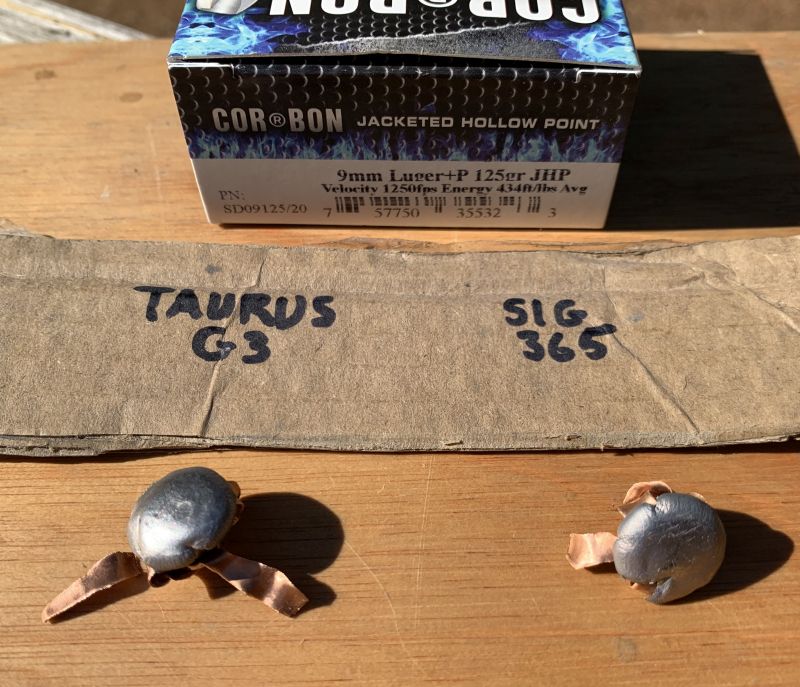 COR®BON
COR®BON JACKETED HOLLOW POINT
9mm Luger+P 125gr JHP
Velocity 1250fps Energy 434ft/lbs Avg
PN:
SD09125/20
7 57750 35532 3
TAURUS
G3
SIG
365